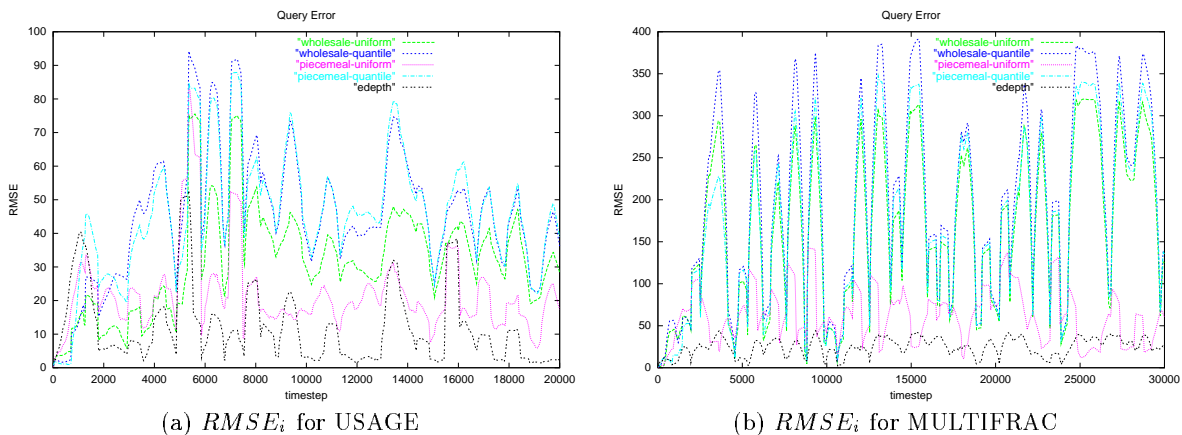 Query Error
100
90
80
70
60
50
40
30
20
10
0
RMSE
"wholesale-uniform"
"wholesale-quantile"
"piecemeal-uniform"
"piecemeal-quantile"
"edepth"
0 2000 4000 6000 8000 10000 12000 14000 16000 18000 20000
timestep
(a) RMSE_i for USAGE
Query Error
400
350
300
250
200
150
100
50
0
RMSE
"wholesale-uniform"
"wholesale-quantile"
"piecemeal-uniform"
"piecemeal-quantile"
"edepth"
0 5000 10000 15000 20000 25000 30000
timestep
(b) RMSE_i for MULTIFRAC